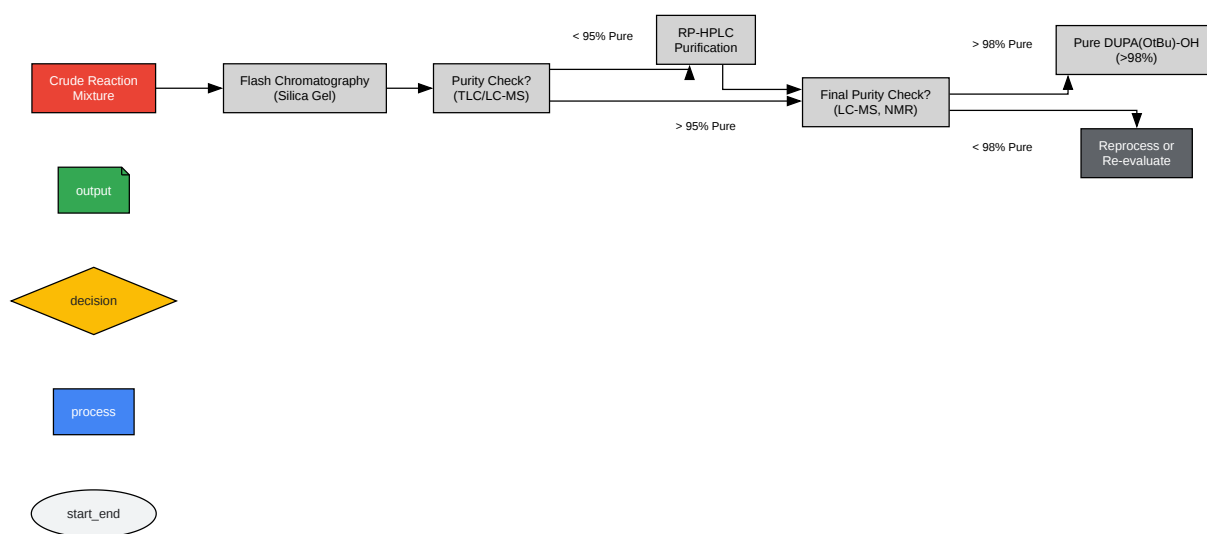 Crude Reaction
Mixture
Flash Chromatography
(Silica Gel)
Purity Check?
(TLC/LC-MS)
< 95% Pure
RP-HPLC
Purification
> 95% Pure
Final Purity Check?
(LC-MS, NMR)
> 98% Pure
Pure DUPA(OtBu)-OH
(>98%)
< 98% Pure
Reprocess or
Re-evaluate
output
decision
process
start_end